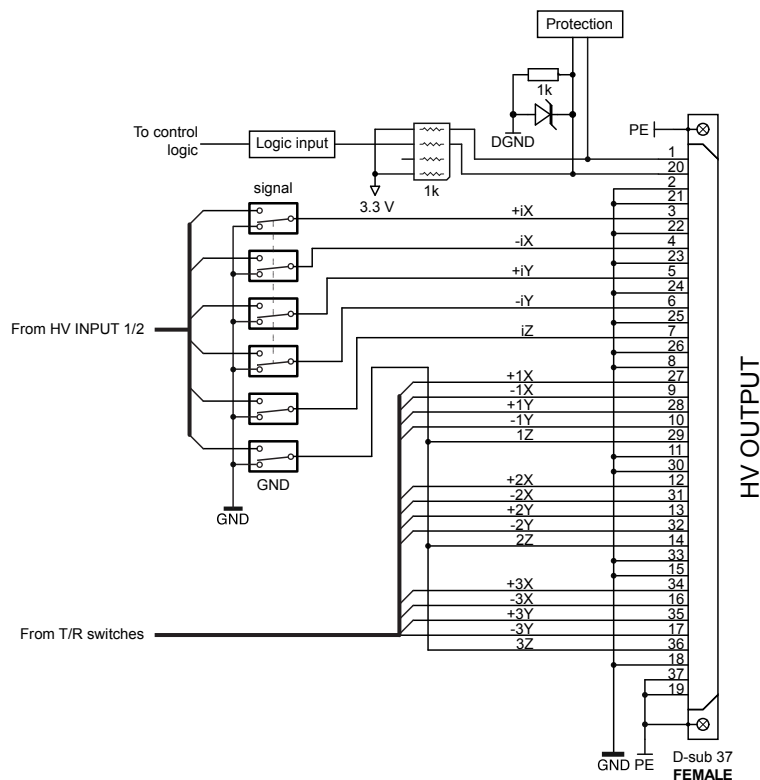 Protection
1k
DGND
PE
To control
logic
Logic input
1k
3.3 V
signal
From HV INPUT 1/2
GND
GND
From T/R switches
+iX
-iX
+iY
-iY
iZ
+1X
-1X
+1Y
-1Y
1Z
+2X
-2X
+2Y
-2Y
2Z
+3X
-3X
+3Y
-3Y
3Z
1
20
2
21
3
22
4
23
5
24
6
25
7
26
8
27
9
28
10
29
11
30
12
31
13
32
14
33
15
34
16
35
17
36
18
37
19
HV OUTPUT
GND
PE
D-sub 37
FEMALE